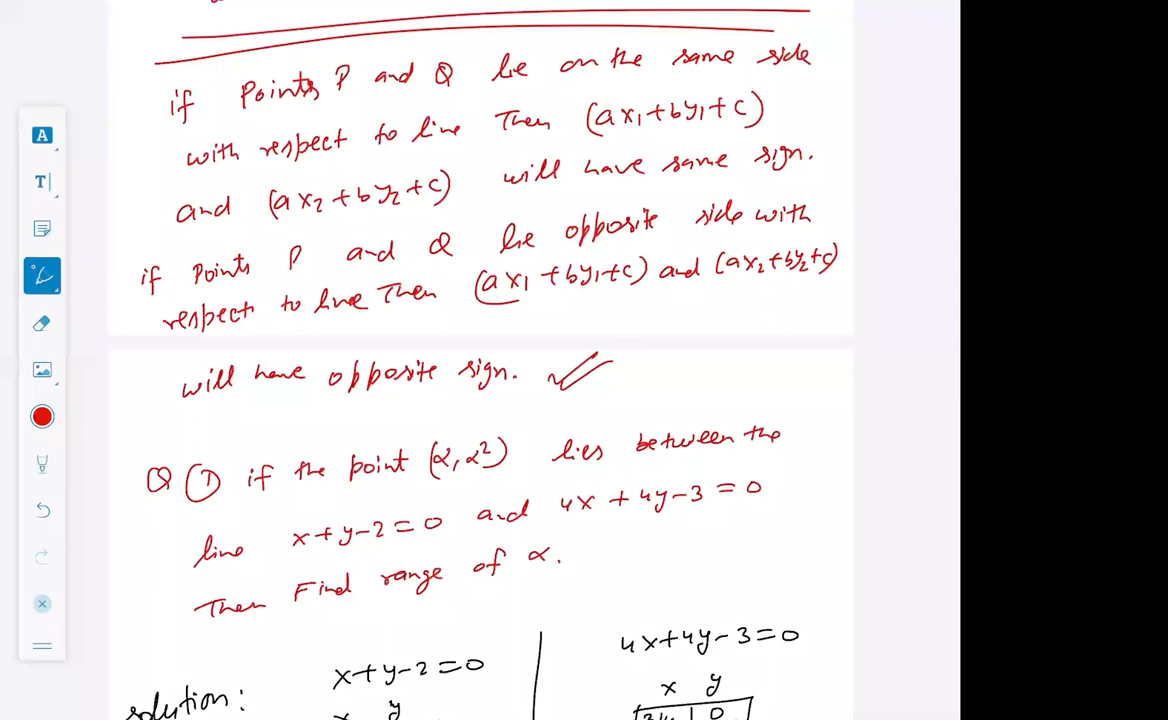 if points P and Q lie on the same side
with respect to line Then (ax₁+by₁+c)
and (ax₂+by₂+c) will have same sign.
if points P and Q lie opposite side with
respect to line Then (ax₁+by₁+c) and (ax₂+by₂+c)
will have opposite sign.
Q ① if the point (α, α²) lies between the
line x+y-2=0 and 4x+4y-3=0
Then Find range of α.
solution: x+y-2=0 4x+4y-3=0
x y x y
3/4 0
A
T